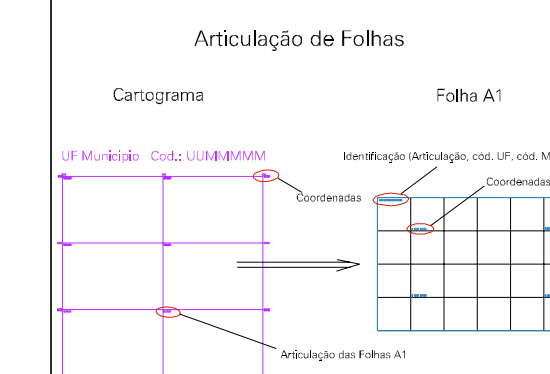 Articulação de Folhas
Cartograma
Folha A1
UF Municipio Cod.: UUMMMMM
Identificação (Articulação, cód. UF, cód. M
Coordenadas
Coordenadas
Articulação das Folhas A1